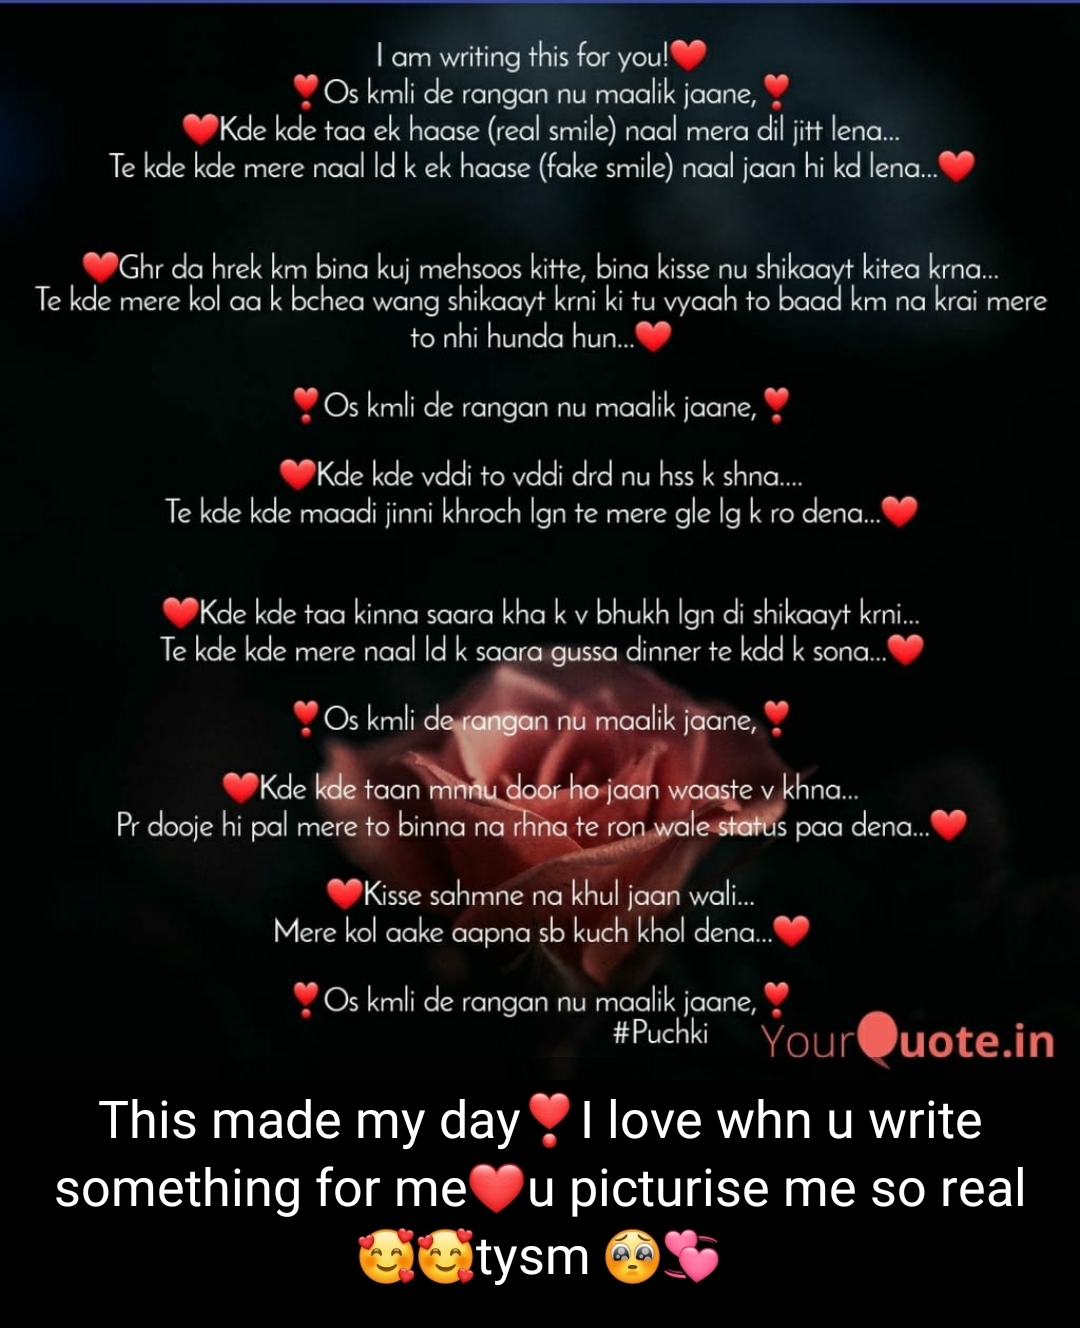 I am writing this for you!❤️
❣️Os kmli de rangan nu maalik jaane,❣️
❤️Kde kde taa ek haase (real smile) naal mera dil jitt lena...
Te kde kde mere naal ld k ek haase (fake smile) naal jaan hi kd lena...❤️
❤️Ghr da hrek km bina kuj mehsoos kitte, bina kisse nu shikaayt kitea krna...
Te kde mere kol aa k bchea wang shikaayt krni ki tu vyaah to baad km na krai mere
to nhi hunda hun...❤️
❣️Os kmli de rangan nu maalik jaane,❣️
❤️Kde kde vddi to vddi drd nu hss k shna....
Te kde kde maadi jinni khroch lgn te mere gle lg k ro dena...❤️
❤️Kde kde taa kinna saara kha k v bhukh lgn di shikaayt krni...
Te kde kde mere naal ld k saara gussa dinner te kdd k sona...❤️
❣️Os kmli de rangan nu maalik jaane,❣️
❤️Kde kde taan mnnu door ho jaan waaste v khna...
Pr dooje hi pal mere to binna na rhna te ron wale status paa dena...❤️
❤️Kisse sahmne na khul jaan wali...
Mere kol aake aapna sb kuch khol dena...❤️
❣️Os kmli de rangan nu maalik jaane,❣️
#Puchki
YourQuote.in
This made my day❣️I love whn u write
something for me❤️u picturise me so real
🥰🥰tysm 🥺💞